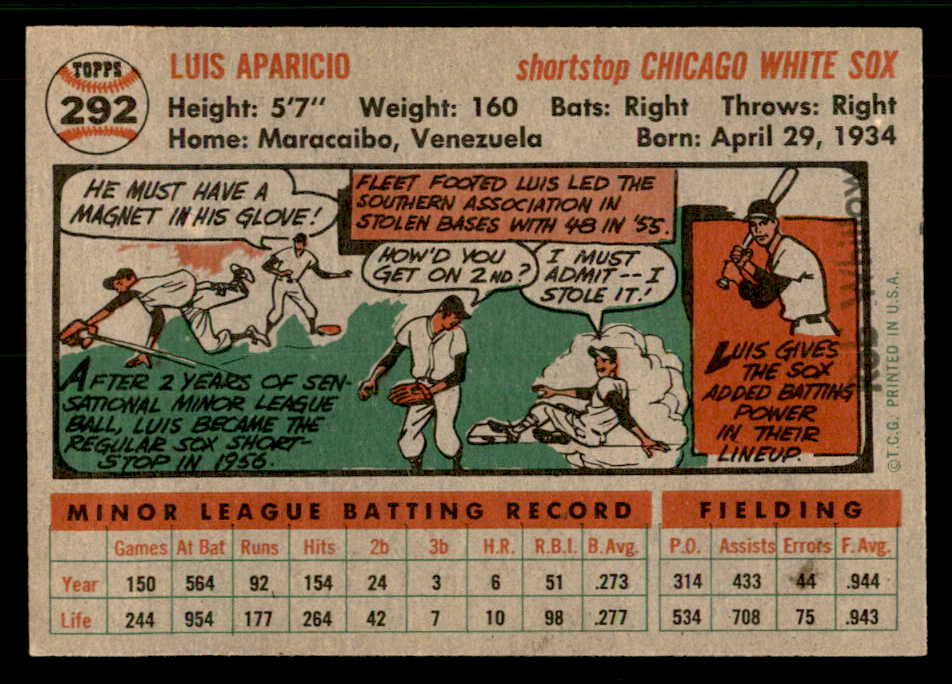 TOPPS
292
LUIS APARICIO
shortstop CHICAGO WHITE SOX
Height: 5'7" Weight: 160 Bats: Right Throws: Right
Home: Maracaibo, Venezuela Born: April 29, 1934
HE MUST HAVE A
MAGNET IN HIS GLOVE!
FLEET FOOTED LUIS LED THE
SOUTHERN ASSOCIATION IN
STOLEN BASES WITH 48 IN '55.
HOW'D YOU
GET ON 2ND?
I MUST
ADMIT -- I
STOLE IT!
AFTER 2 YEARS OF SEN-
SATIONAL MINOR LEAGUE
BALL, LUIS BECAME THE
REGULAR SOX SHORT-
STOP IN 1956.
LUIS GIVES
THE SOX
ADDED BATTING
POWER
IN THEIR
LINEUP.
©T.C.G. PRINTED IN U.S.A.
MINOR LEAGUE BATTING RECORD FIELDING
Games At Bat Runs Hits 2b 3b H.R. R.B.I. B.Avg. P.O. Assists Errors F. Avg.
Year 150 564 92 154 24 3 6 51 .273 314 433 44 .944
Life 244 954 177 264 42 7 10 98 .277 534 708 75 .943